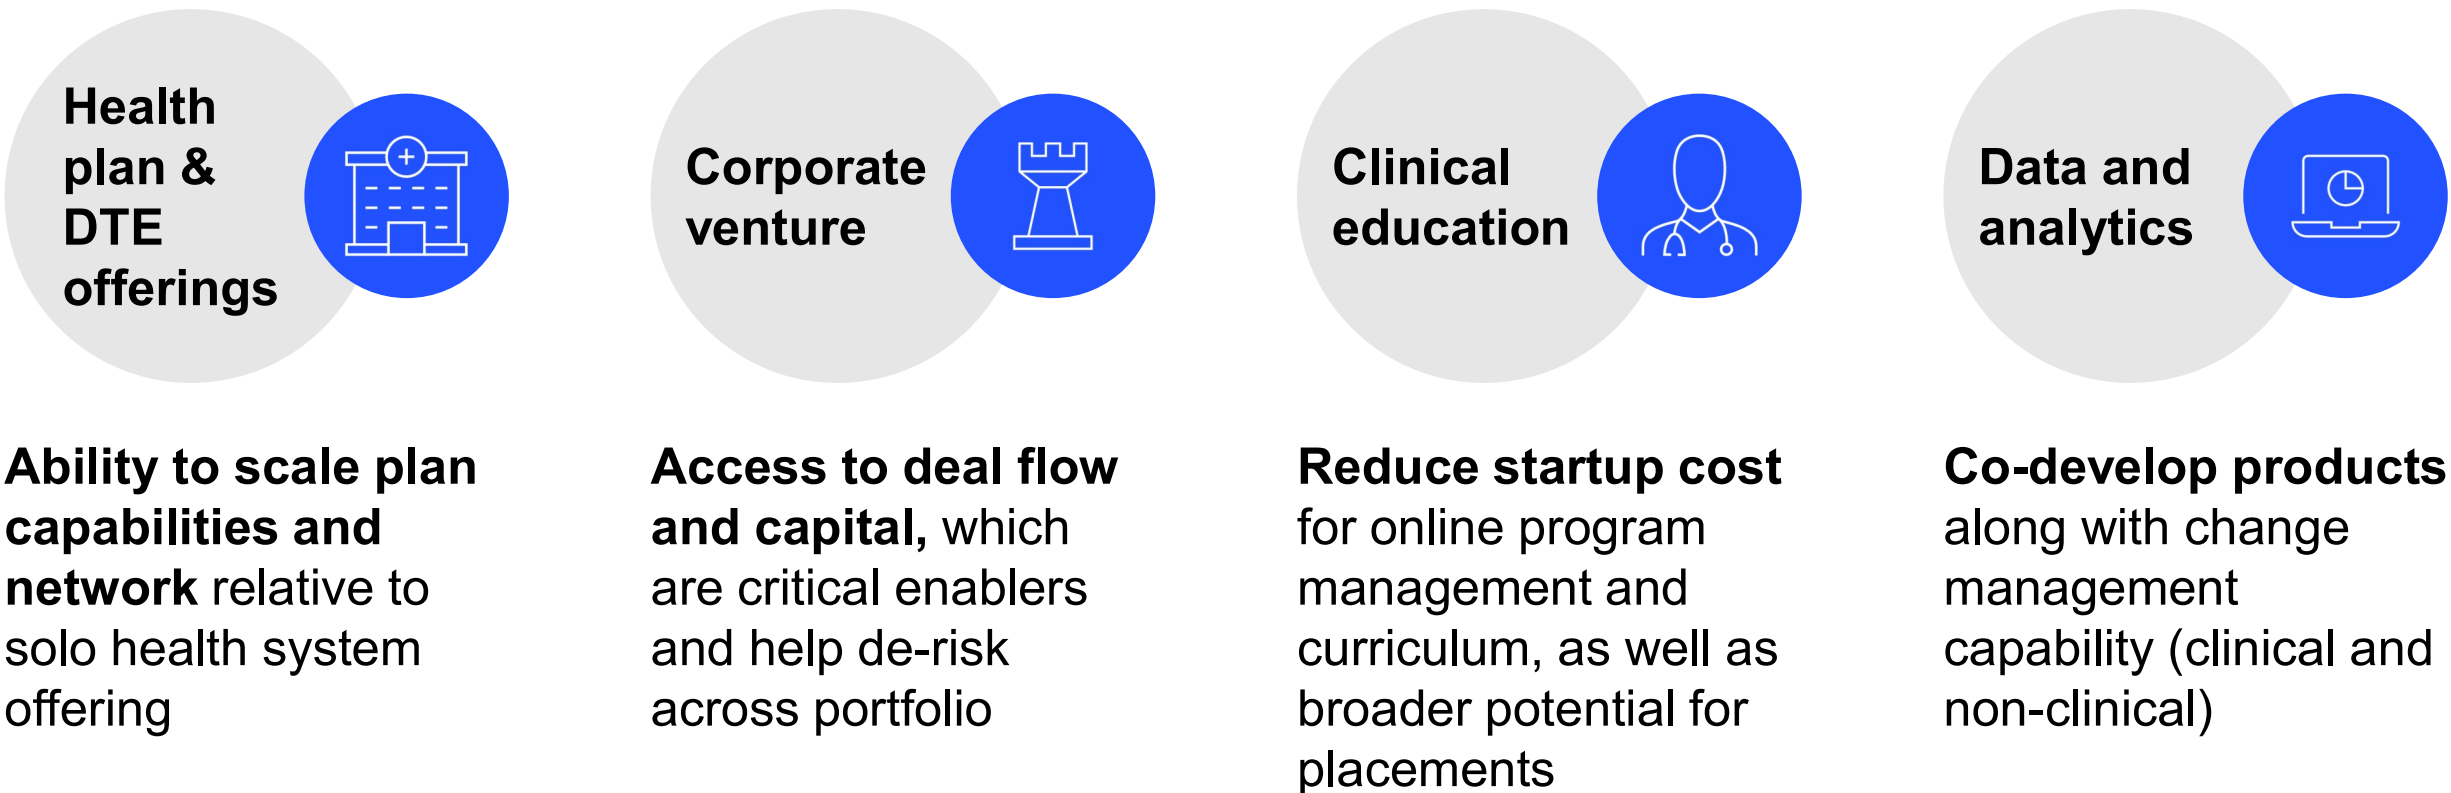 Health
plan &
DTE
offerings
Corporate
venture
Clinical
education
Data and
analytics
Ability to scale plan
capabilities and
network relative to
solo health system
offering
Access to deal flow
and capital, which
are critical enablers
and help de-risk
across portfolio
Reduce startup cost
for online program
management and
curriculum, as well as
broader potential for
placements
Co-develop products
along with change
management
capability (clinical and
non-clinical)